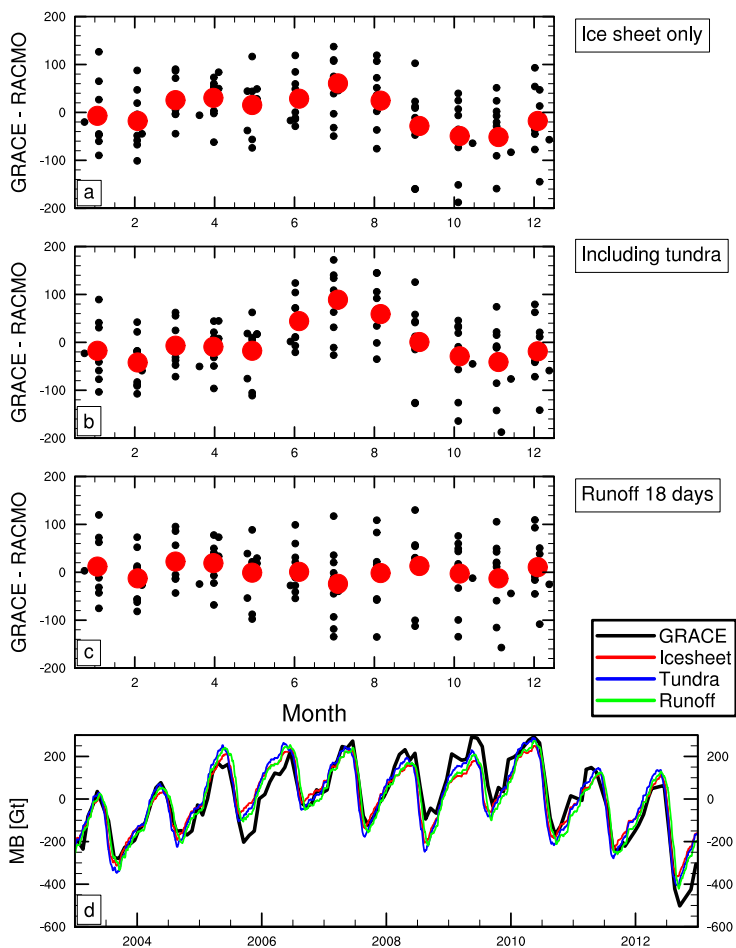 200
100
0
-100
-200
GRACE - RACMO
a
2 4 6 8 10 12
Ice sheet only
200
100
0
-100
-200
GRACE - RACMO
b
2 4 6 8 10 12
Including tundra
200
100
0
-100
-200
GRACE - RACMO
c
2 4 6 8 10 12
Runoff 18 days
Month
GRACE
Icesheet
Tundra
Runoff
200 200
0 0
-200 -200
-400 -400
-600 -600
MB [Gt]
d
2004 2006 2008 2010 2012